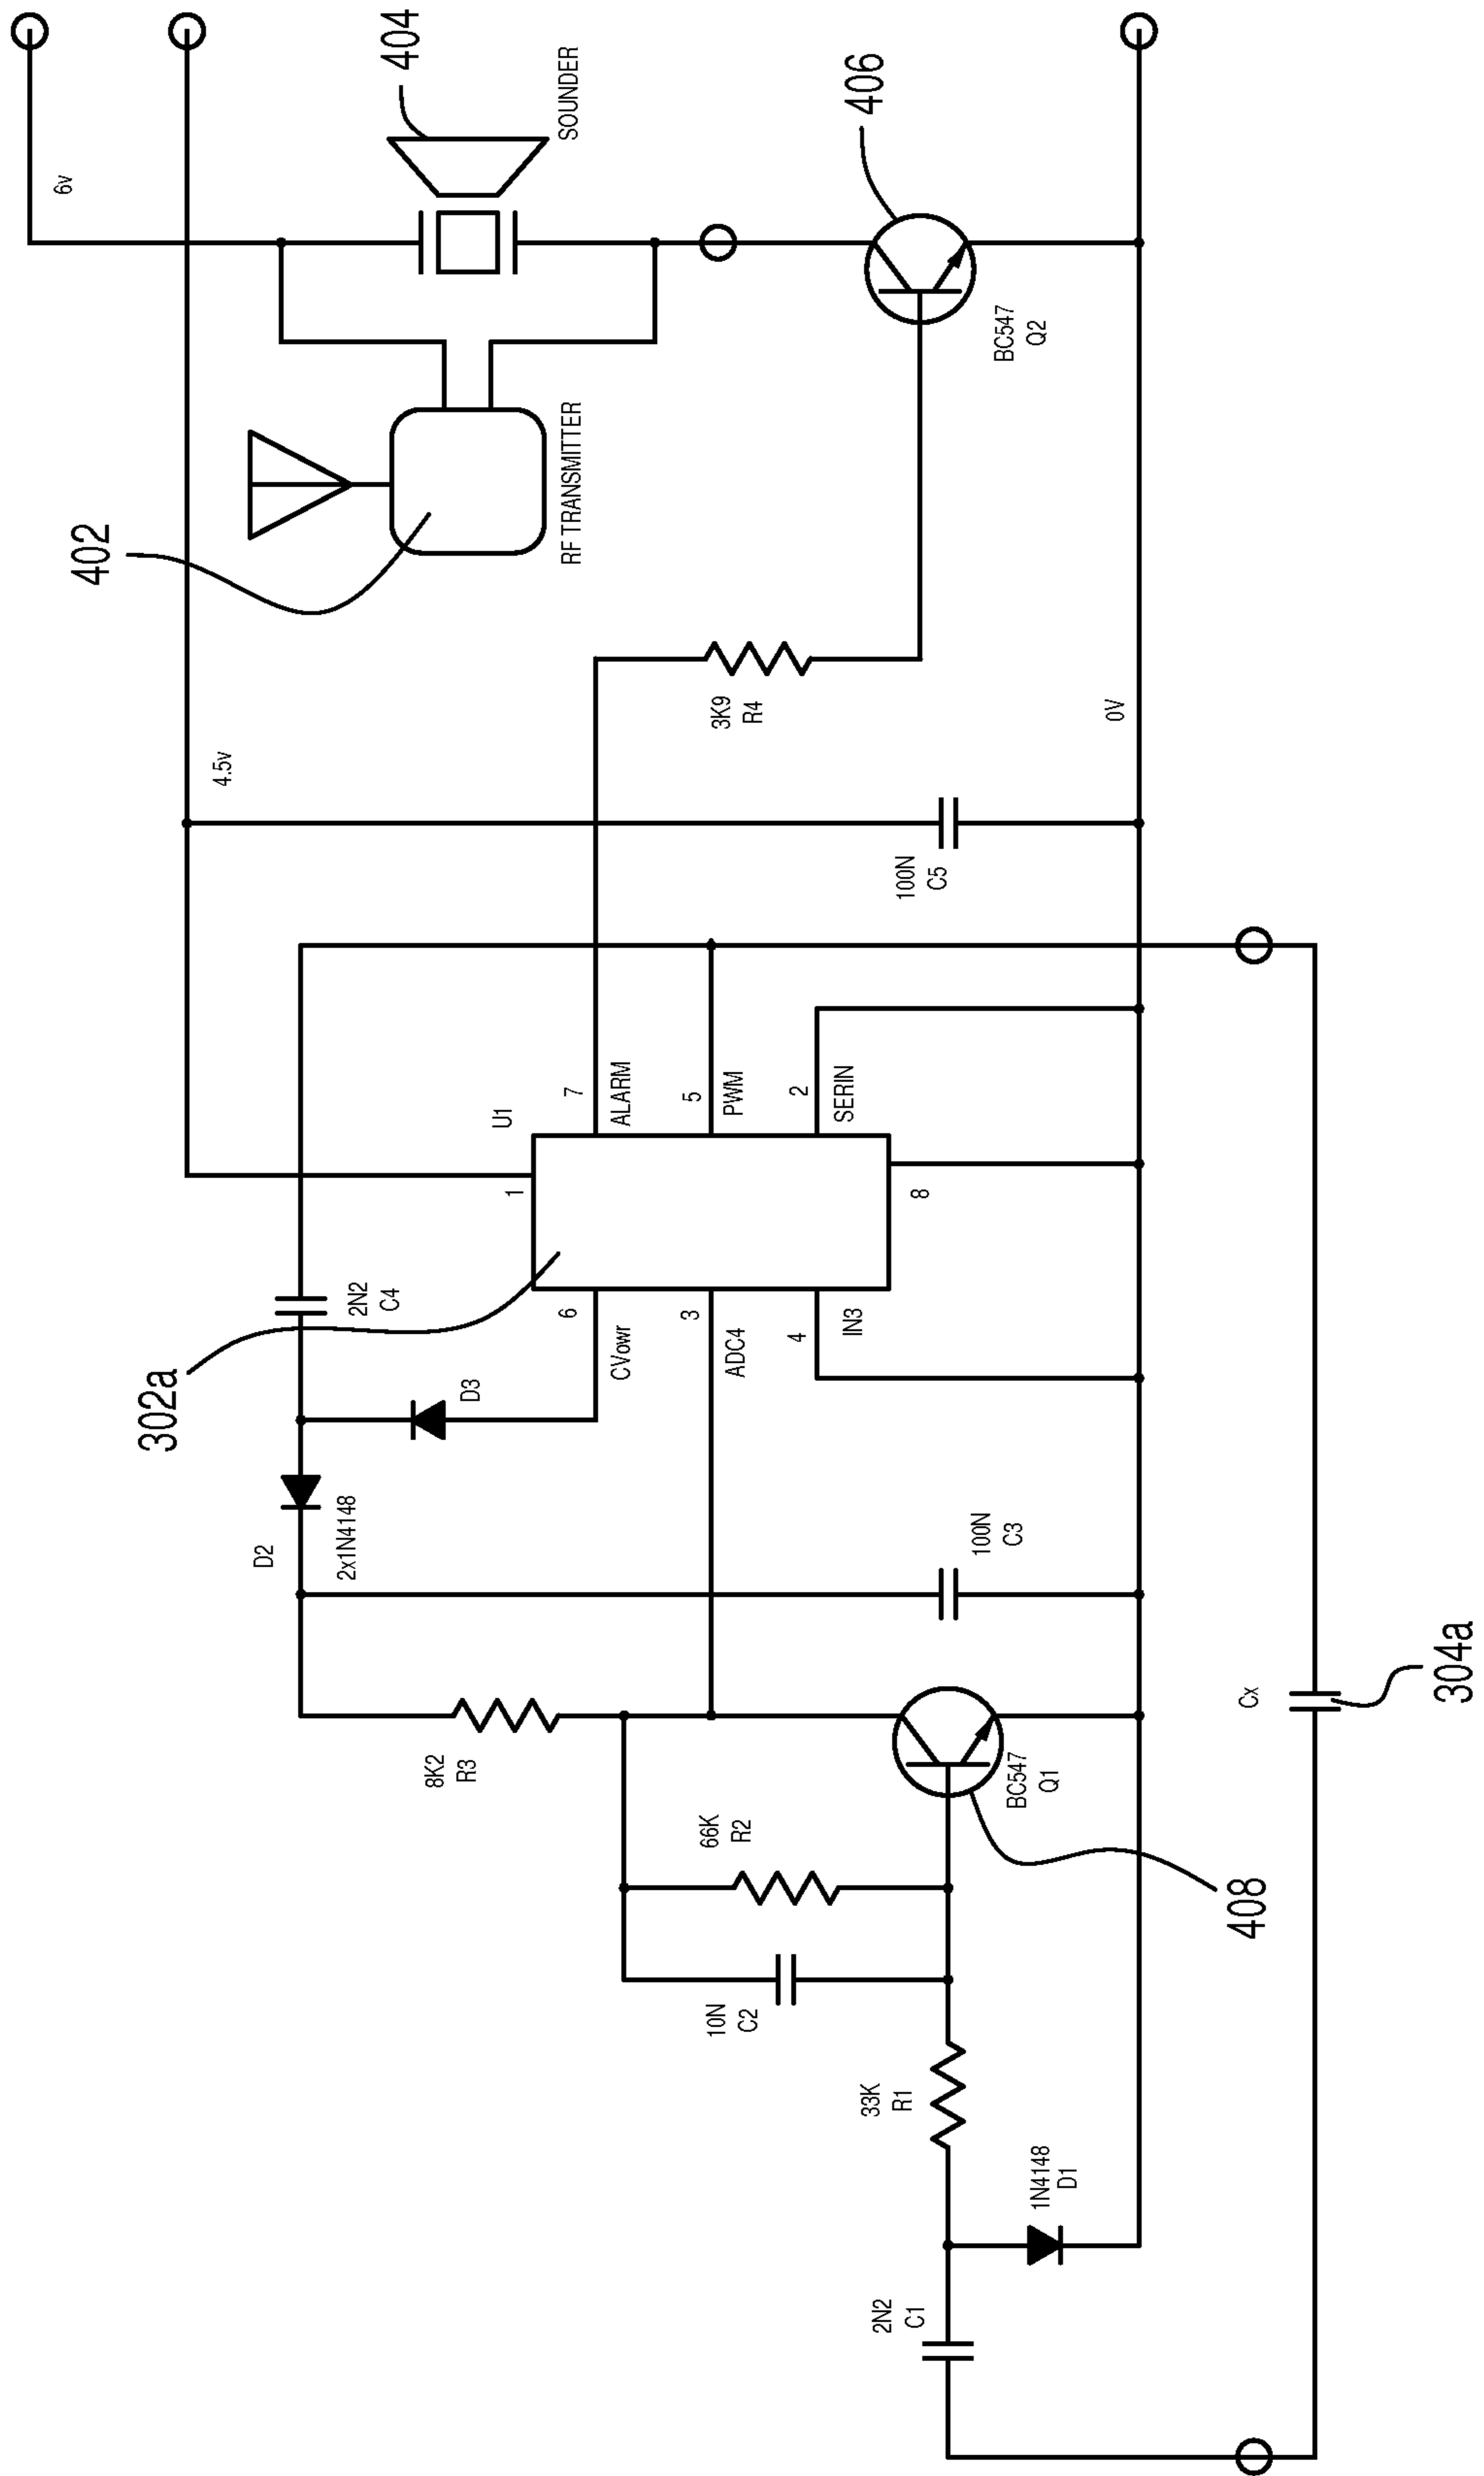 6v
404
SOUNDER
402
RF TRANSMITTER
406
BC547
Q2
3K9
R4
4.5v
0V
100N
C5
U1
7
ALARM
5
PWM
2
SERIN
1
8
302a
2N2
C4
6
CVowr
3
ADC4
4
IN3
D3
D2
2x1N4148
100N
C3
8K2
R3
66K
R2
10N
C2
BC547
Q1
408
33K
R1
1N4148
D1
2N2
C1
Cx
304a